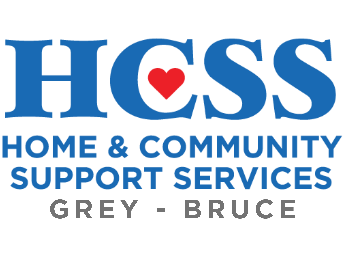 HCSS
HOME & COMMUNITY
SUPPORT SERVICES
GREY - BRUCE